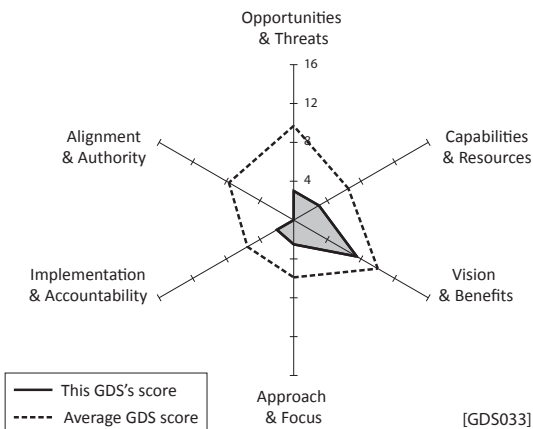 Opportunities
& Threats
16
12
8
4
Alignment
& Authority
Capabilities
& Resources
Implementation
& Accountability
Vision
& Benefits
Approach
& Focus
This GDS's score
Average GDS score
[GDS033]